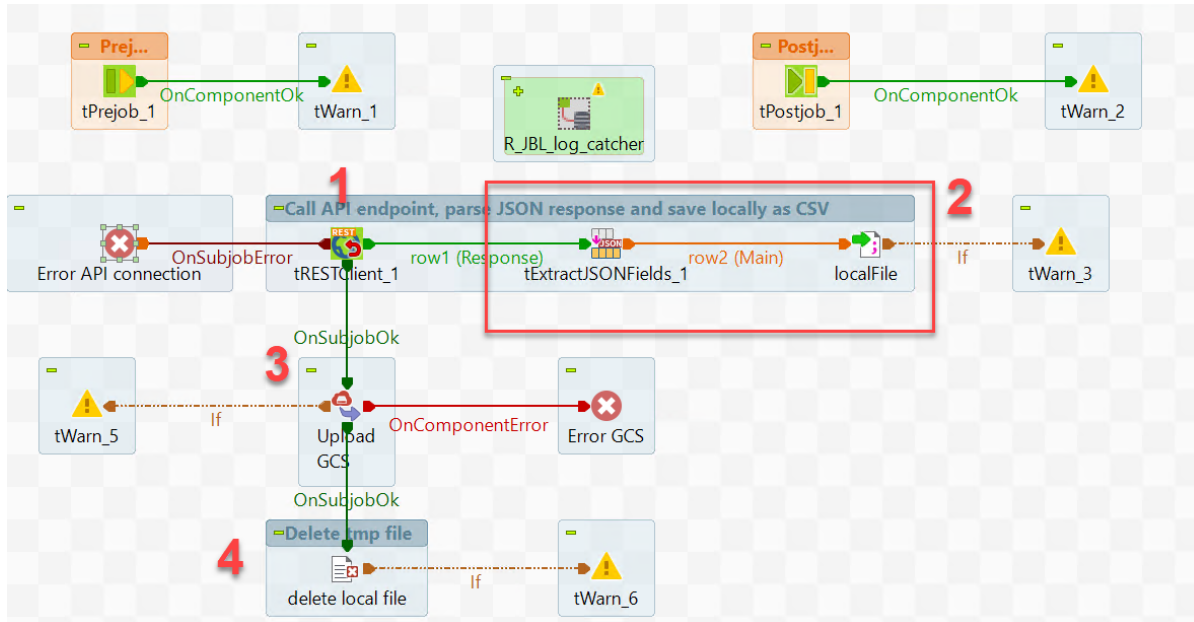 Prej...
Postj...
OnComponentOk
OnComponentOk
tPrejob_1
tWarn_1
R_JBL_log_catcher
tPostjob_1
tWarn_2
1
2
Call API endpoint, parse JSON response and save locally as CSV
REST
JSON
OnSubjobError
row1 (Response)
row2 (Main)
If
Error API connection
tRESTClient_1
tExtractJSONFields_1
localFile
tWarn_3
OnSubjobOk
3
If
OnComponentError
tWarn_5
Upload
GCS
Error GCS
OnSubjobOk
Delete tmp file
4
If
delete local file
tWarn_6